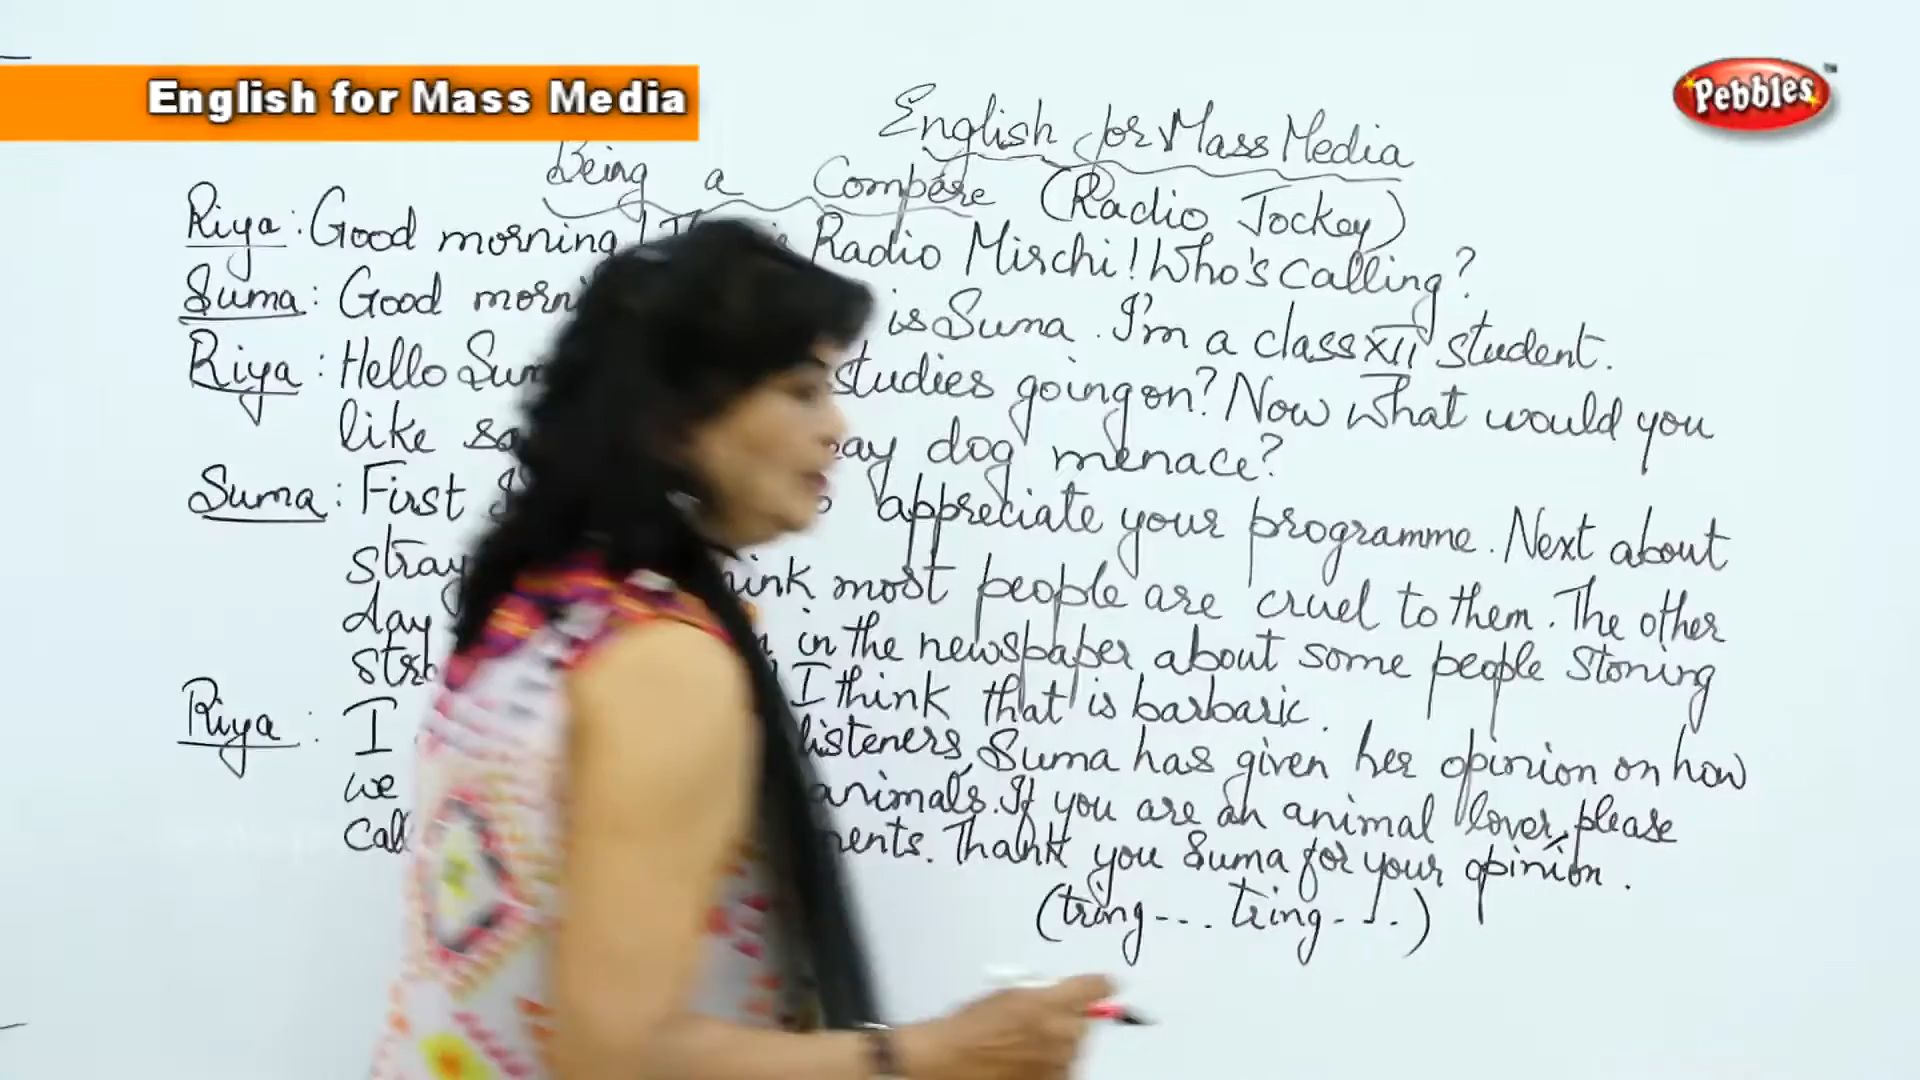 English for Mass Media
Pebbles™
English for Mass Media
Being a Compére (Radio Jockey)
Riya: Good morning! Radio Mirchi! Who's calling?
Suma: Good is Suma. I'm a class XII student.
Riya: Hello studies going on? Now what would you
like dog menace?
Suma: First appreciate your programme. Next about
stray most people are cruel to them. The other
day in the newspaper about some people stoning
I think that is barbaric.
Riya: I listeners, Suma has given her opinion on how
we animals. If you are an animal lover, please
call Thank you Suma for your opinion.
(tring--.. tring-..)